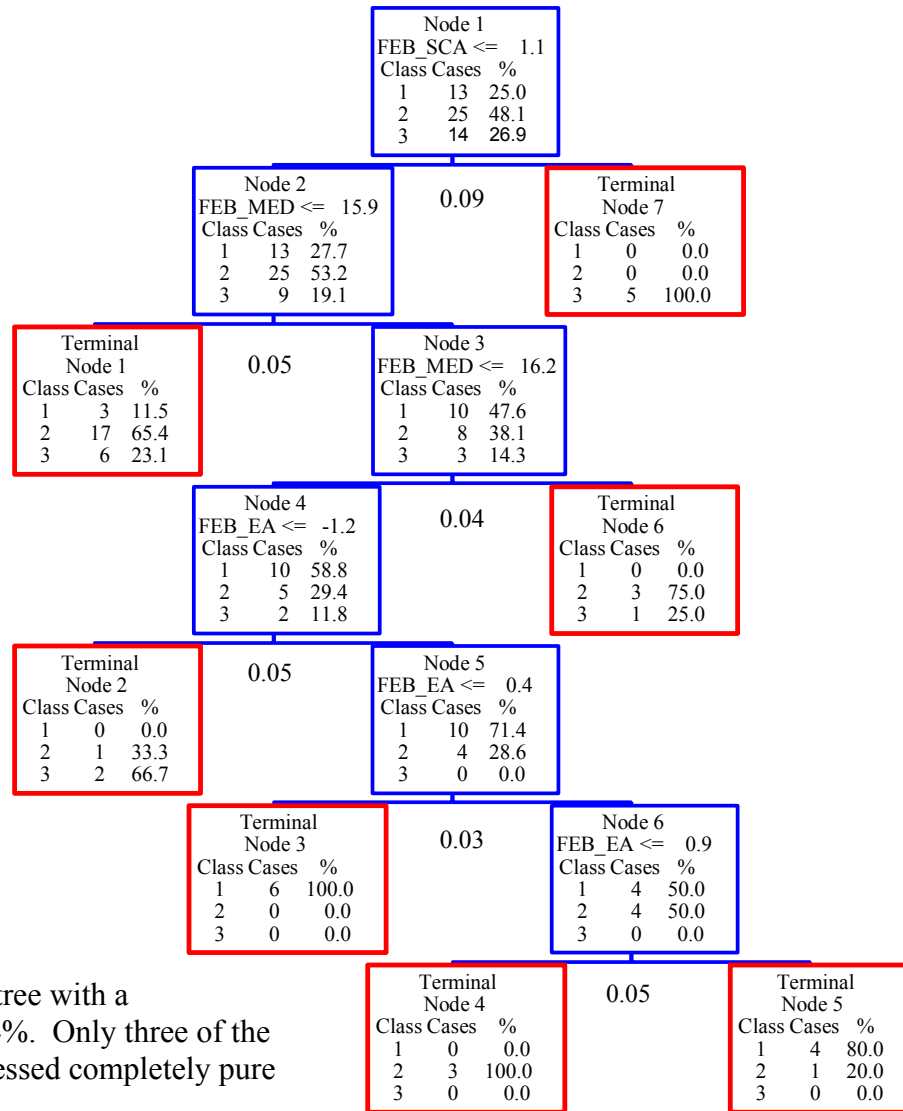 Node 1
FEB_SCA <= 1.1
Class Cases %
1 13 25.0
2 25 48.1
3 14 26.9
Node 2
FEB_MED <= 15.9
Class Cases %
1 13 27.7
2 25 53.2
3 9 19.1
0.09
Terminal
Node 7
Class Cases %
1 0 0.0
2 0 0.0
3 5 100.0
Terminal
Node 1
Class Cases %
1 3 11.5
2 17 65.4
3 6 23.1
0.05
Node 3
FEB_MED <= 16.2
Class Cases %
1 10 47.6
2 8 38.1
3 3 14.3
Node 4
FEB_EA <= -1.2
Class Cases %
1 10 58.8
2 5 29.4
3 2 11.8
0.04
Terminal
Node 6
Class Cases %
1 0 0.0
2 3 75.0
3 1 25.0
Terminal
Node 2
Class Cases %
1 0 0.0
2 1 33.3
3 2 66.7
0.05
Node 5
FEB_EA <= 0.4
Class Cases %
1 10 71.4
2 4 28.6
3 0 0.0
Terminal
Node 3
Class Cases %
1 6 100.0
2 0 0.0
3 0 0.0
0.03
Node 6
FEB_EA <= 0.9
Class Cases %
1 4 50.0
2 4 50.0
3 0 0.0
Terminal
Node 4
Class Cases %
1 0 0.0
2 3 100.0
3 0 0.0
0.05
Terminal
Node 5
Class Cases %
1 4 80.0
2 1 20.0
3 0 0.0
tree with a
%. Only three of the
essed completely pure